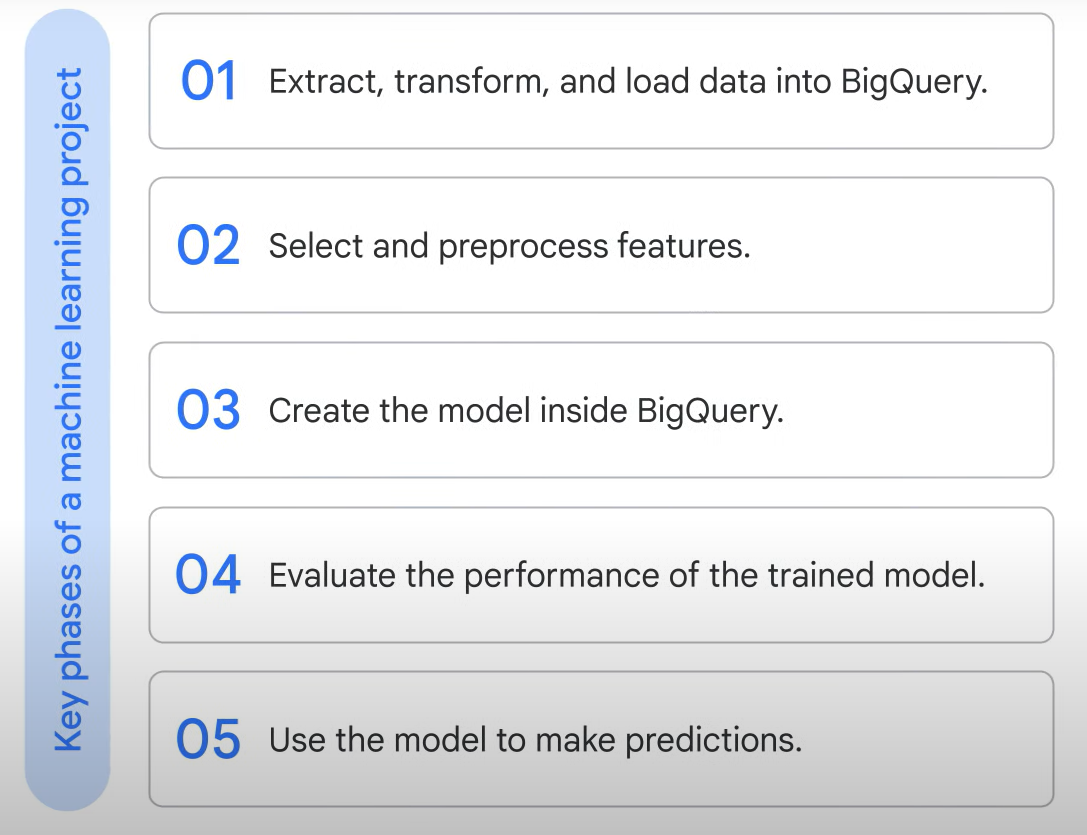 Key phases of a machine learning project
01 Extract, transform, and load data into BigQuery.
02 Select and preprocess features.
03 Create the model inside BigQuery.
04 Evaluate the performance of the trained model.
05 Use the model to make predictions.